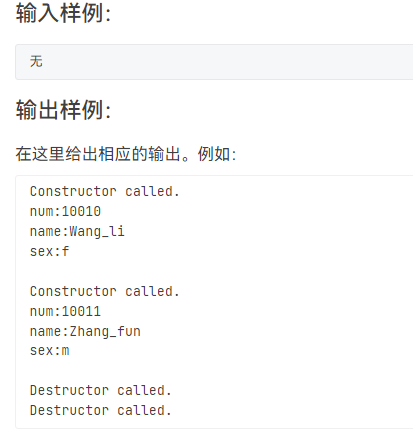 输入样例：
无
输出样例：
在这里给出相应的输出。例如：
Constructor called.
num:10010
name:Wang_li
sex:f
Constructor called.
num:10011
name:Zhang_fun
sex:m
Destructor called.
Destructor called.